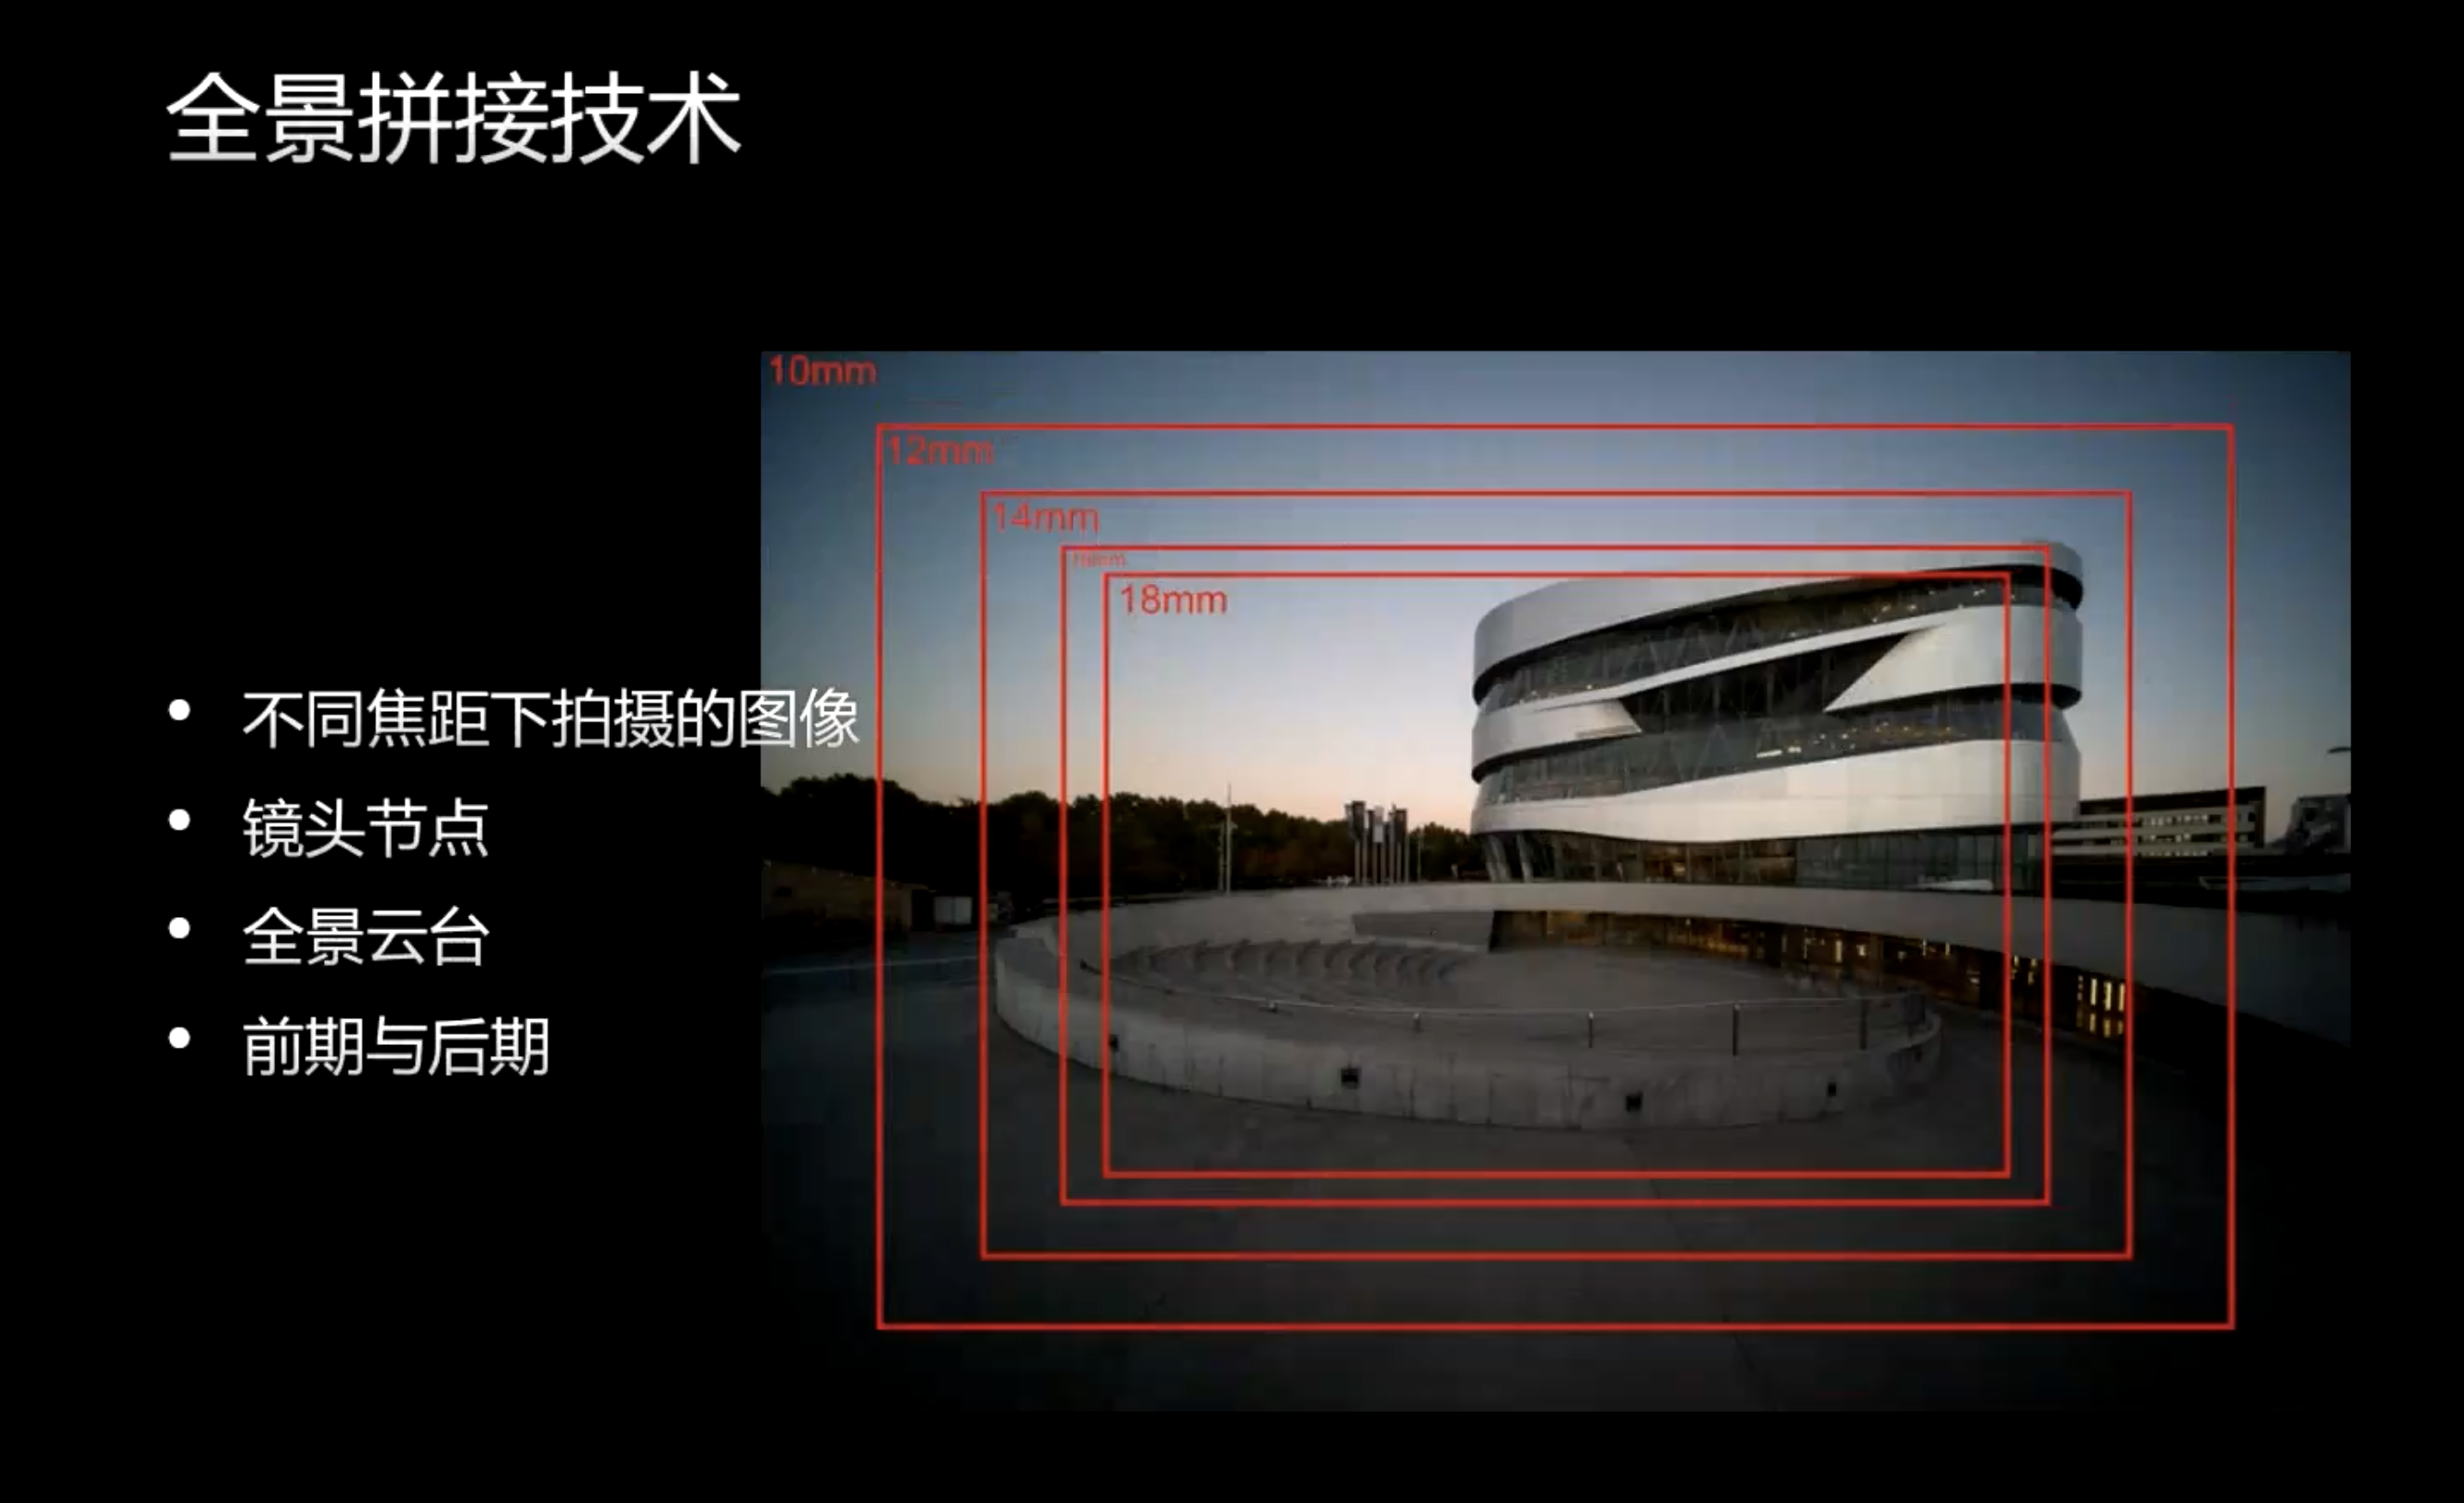 全景拼接技术
10mm
12mm
14mm
18mm
• 不同焦距下拍摄的图像
• 镜头节点
• 全景云台
• 前期与后期